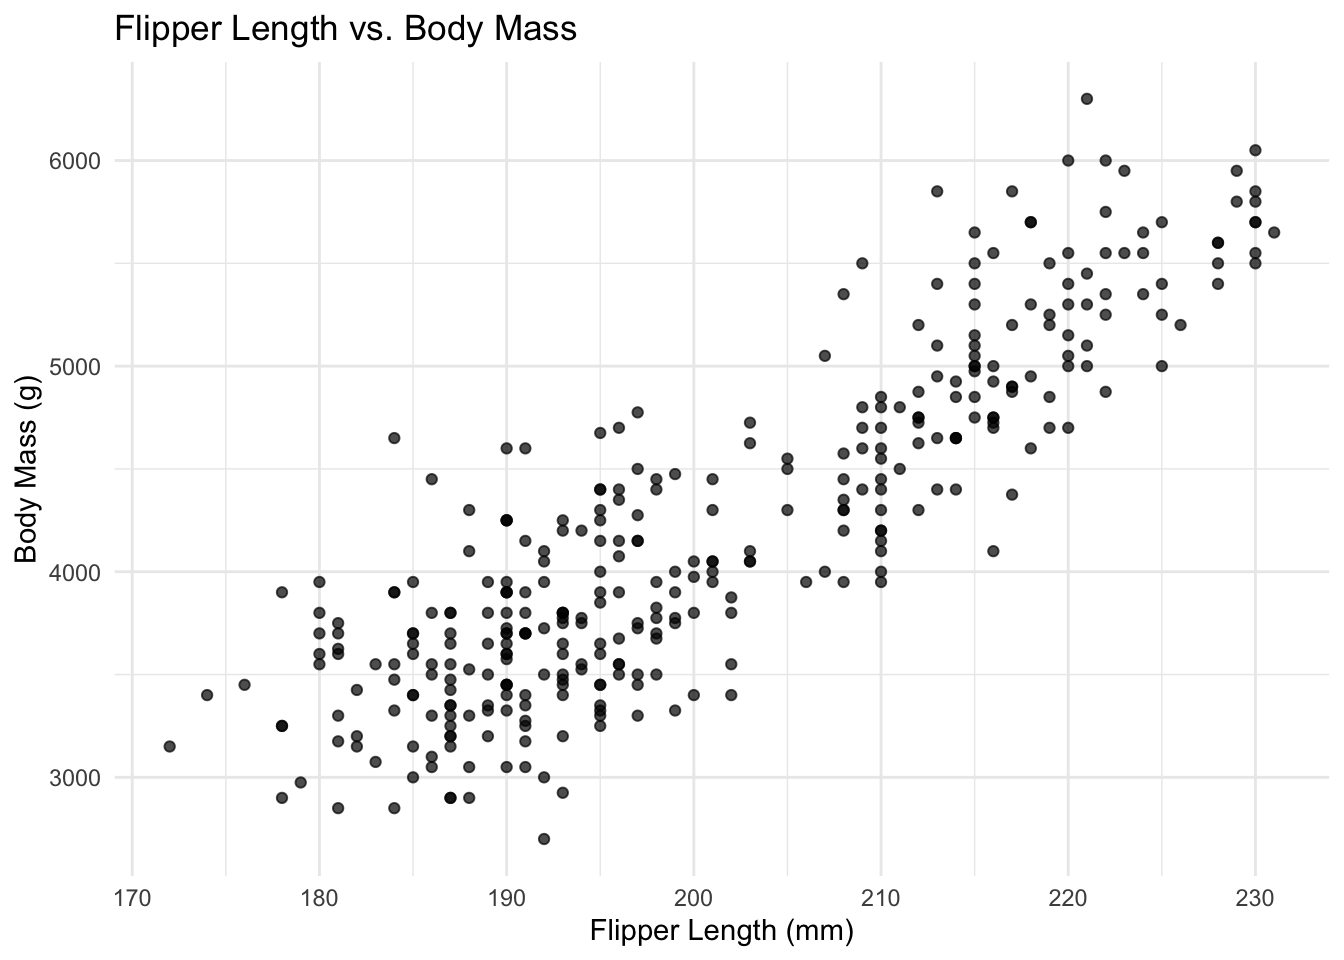 Flipper Length vs. Body Mass
6000
5000
4000
3000
Body Mass (g)
170 180 190 200 210 220 230
Flipper Length (mm)